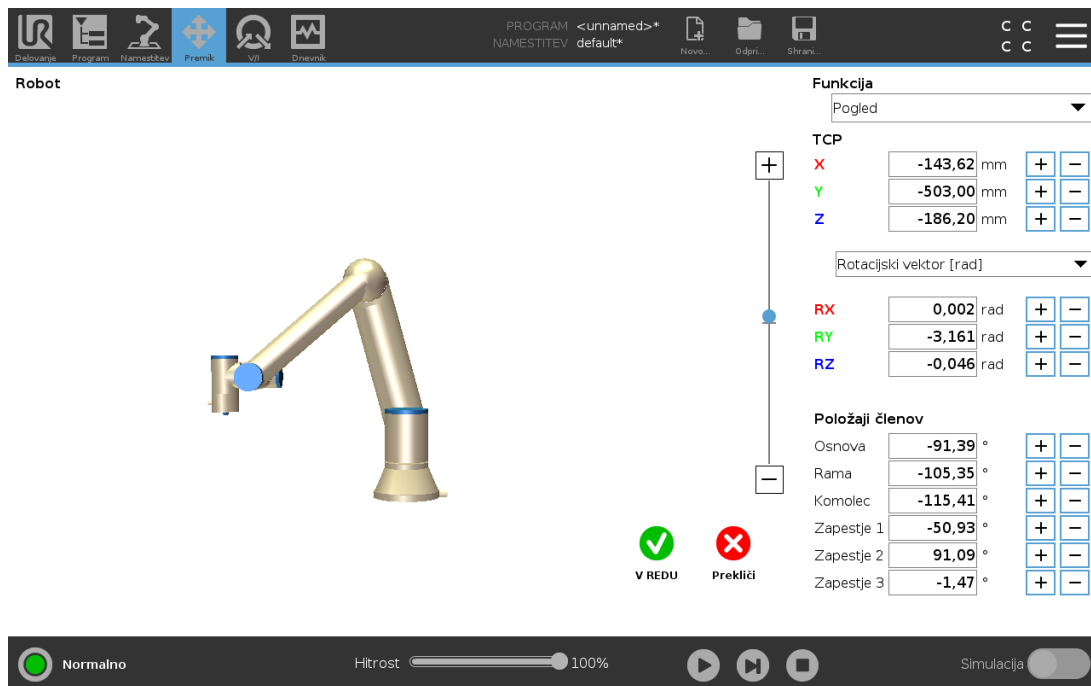 PROGRAM <unnamed>*
NAMESTITEV default*
Delovanje Program Namestitev Premik V/I Dnevnik Novo... Odpri... Shrani...
C C
C C
Robot
Funkcija
Pogled
TCP
X -143,62 mm + −
Y -503,00 mm + −
Z -186,20 mm + −
Rotacijski vektor [rad]
RX 0,002 rad + −
RY -3,161 rad + −
RZ -0,046 rad + −
Položaji členov
Osnova -91,39 ° + −
Rama -105,35 ° + −
Komolec -115,41 ° + −
Zapestje 1 -50,93 ° + −
Zapestje 2 91,09 ° + −
Zapestje 3 -1,47 ° + −
V REDU Prekliči
Normalno Hitrost 100% Simulacija